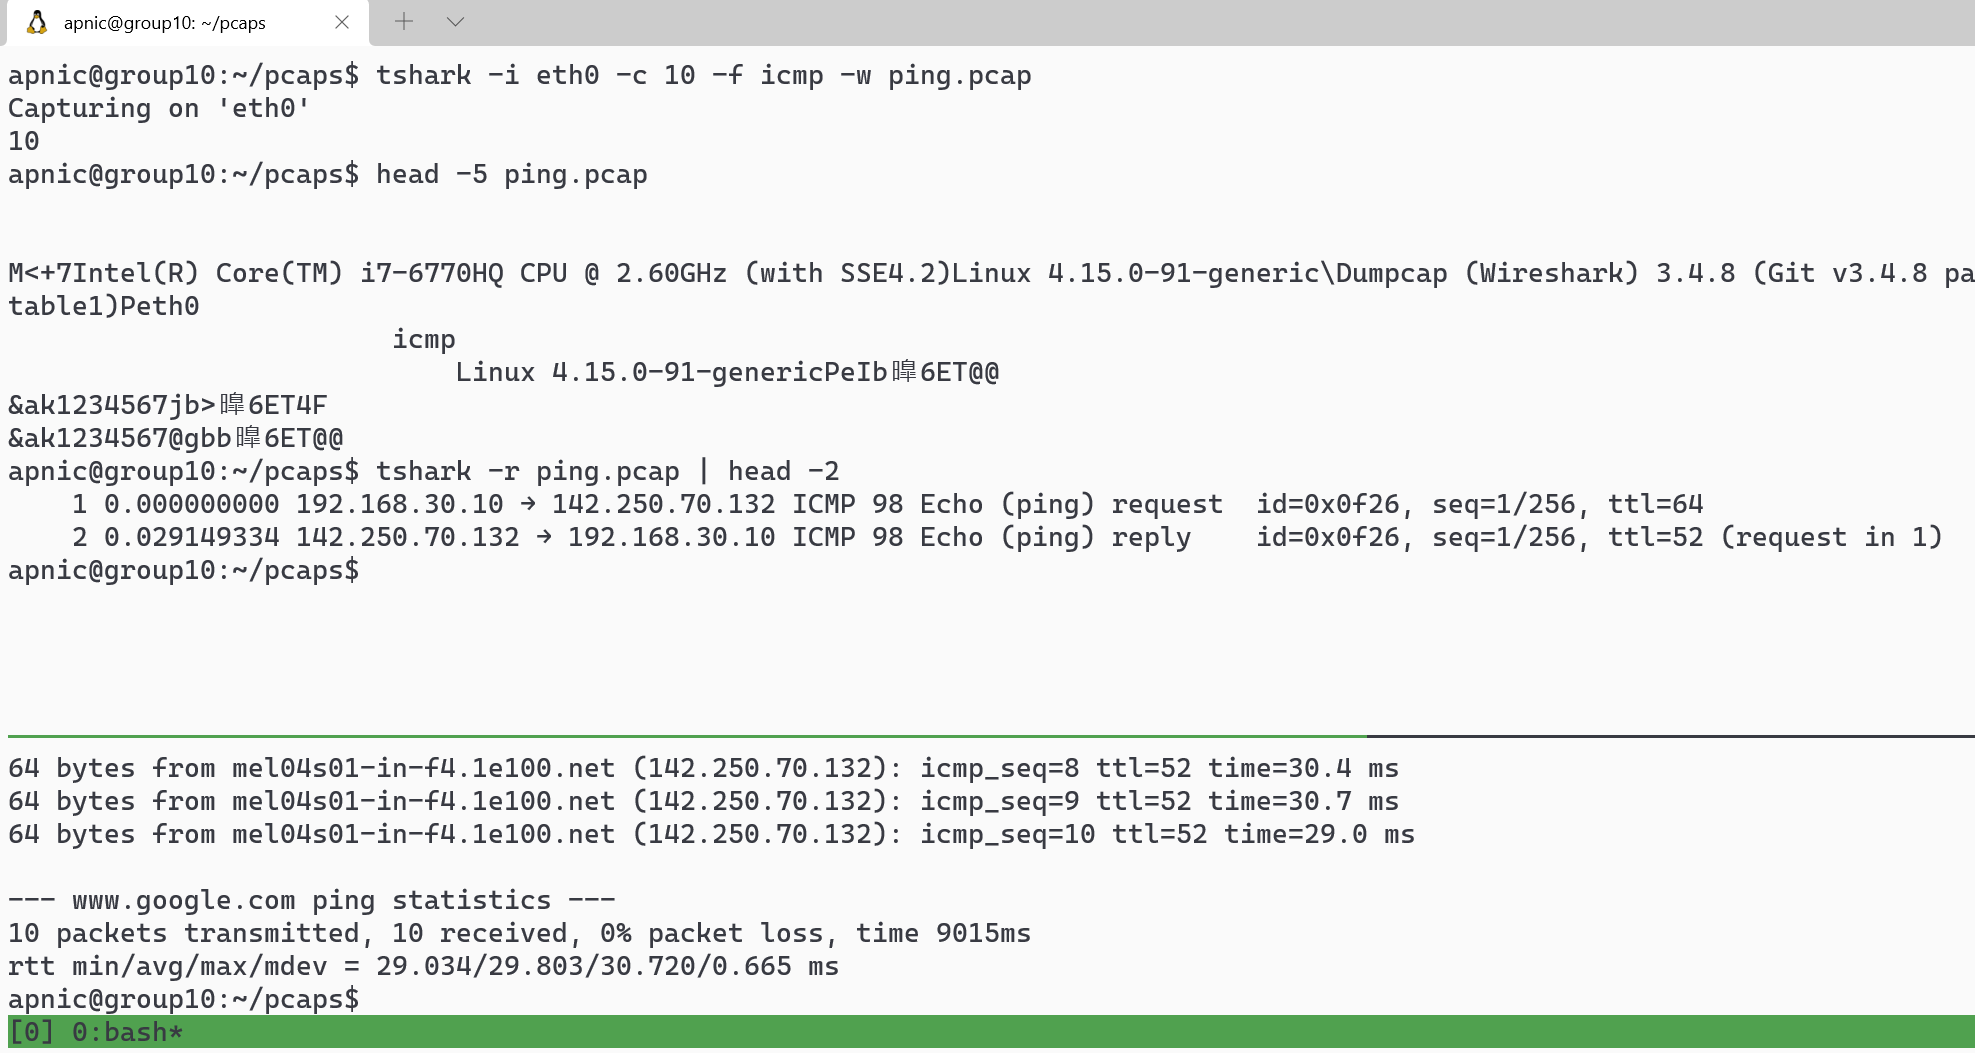 apnic@group10: ~/pcaps
apnic@group10:~/pcaps$ tshark -i eth0 -c 10 -f icmp -w ping.pcap
Capturing on 'eth0'
10
apnic@group10:~/pcaps$ head -5 ping.pcap
M<+7Intel(R) Core(TM) i7-6770HQ CPU @ 2.60GHz (with SSE4.2)Linux 4.15.0-91-generic\Dumpcap (Wireshark) 3.4.8 (Git v3.4.8 pa
table1)Peth0
icmp
Linux 4.15.0-91-genericPeIb暭6ET@@
&ak1234567jb>暭6ET4F
&ak1234567@gbb暭6ET@@
apnic@group10:~/pcaps$ tshark -r ping.pcap | head -2
1 0.000000000 192.168.30.10 → 142.250.70.132 ICMP 98 Echo (ping) request  id=0x0f26, seq=1/256, ttl=64
2 0.029149334 142.250.70.132 → 192.168.30.10 ICMP 98 Echo (ping) reply    id=0x0f26, seq=1/256, ttl=52 (request in 1)
apnic@group10:~/pcaps$
64 bytes from mel04s01-in-f4.1e100.net (142.250.70.132): icmp_seq=8 ttl=52 time=30.4 ms
64 bytes from mel04s01-in-f4.1e100.net (142.250.70.132): icmp_seq=9 ttl=52 time=30.7 ms
64 bytes from mel04s01-in-f4.1e100.net (142.250.70.132): icmp_seq=10 ttl=52 time=29.0 ms
--- www.google.com ping statistics ---
10 packets transmitted, 10 received, 0% packet loss, time 9015ms
rtt min/avg/max/mdev = 29.034/29.803/30.720/0.665 ms
apnic@group10:~/pcaps$
[0] 0:bash*